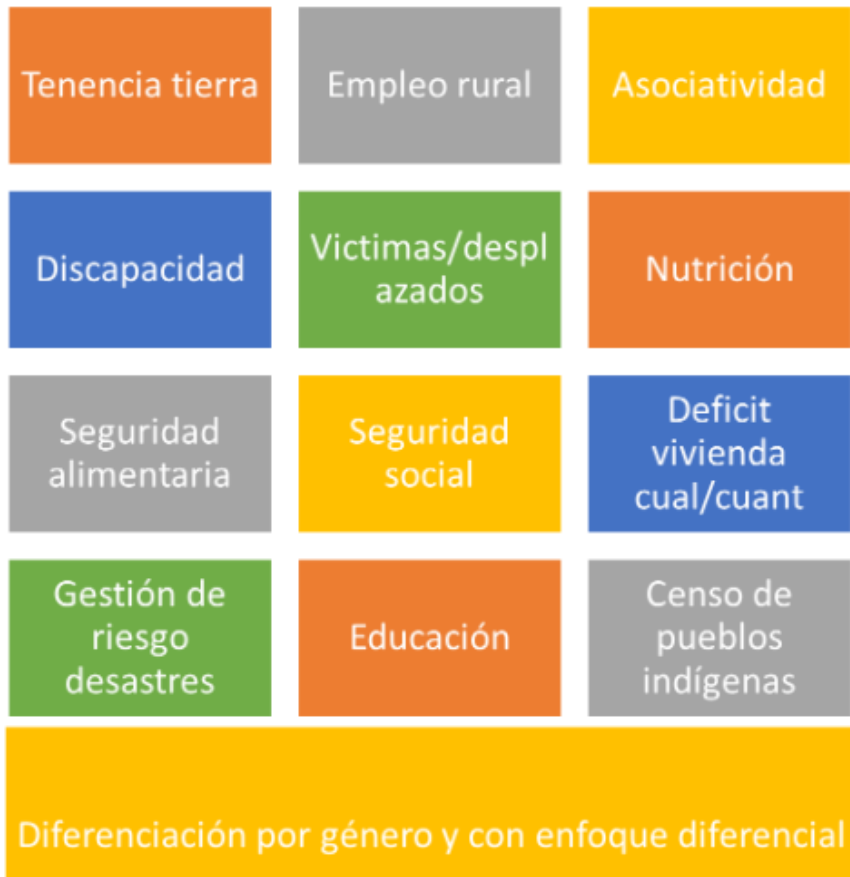 Tenencia tierra
Empleo rural
Asociatividad
Discapacidad
Victimas/despl
azados
Nutrición
Seguridad
alimentaria
Seguridad
social
Deficit
vivienda
cual/cuant
Gestión de
riesgo
desastres
Educación
Censo de
pueblos
indígenas
Diferenciación por género y con enfoque diferencial